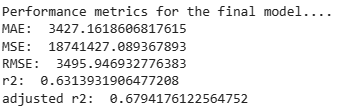 Performance metrics for the final model....
MAE:  3427.1618606817615
MSE:  18741427.089367893
RMSE:  3495.946932776383
r2:  0.6313931906477208
adjusted r2:  0.6794176122564752